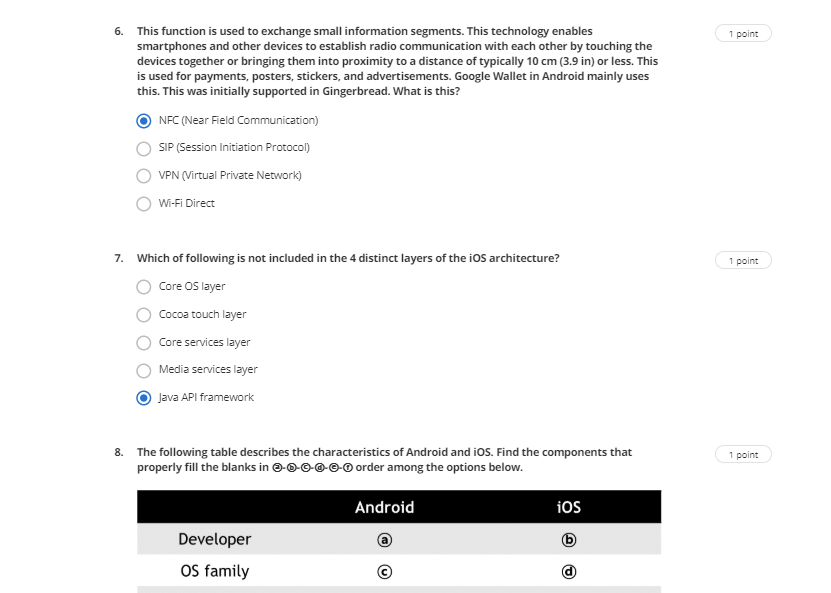 6. This function is used to exchange small information segments. This technology enables 1 point
smartphones and other devices to establish radio communication with each other by touching the
devices together or bringing them into proximity to a distance of typically 10 cm (3.9 in) or less. This
is used for payments, posters, stickers, and advertisements. Google Wallet in Android mainly uses
this. This was initially supported in Gingerbread. What is this?
NFC (Near Field Communication)
SIP (Session Initiation Protocol)
VPN (Virtual Private Network)
Wi-Fi Direct
7. Which of following is not included in the 4 distinct layers of the iOS architecture? 1 point
Core OS layer
Cocoa touch layer
Core services layer
Media services layer
Java API framework
8. The following table describes the characteristics of Android and iOS. Find the components that 1 point
properly fill the blanks in ⓐ-ⓑ-ⓒ-ⓓ-ⓔ-ⓕ order among the options below.
Android iOS
Developer ⓐ ⓑ
OS family ⓒ ⓓ